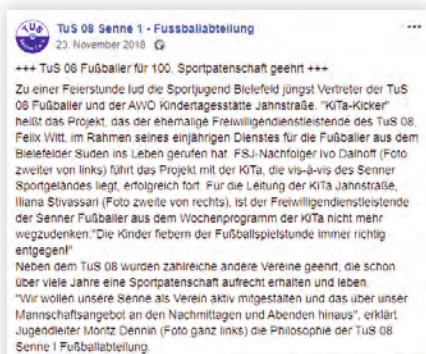 TuS 08 Senne 1 - Fussballabteilung
23. November 2018
+++ TuS 08 Fußballer für 100. Sportpatenschaft geehrt +++
Zu einer Feierstunde lud die Sportjugend Bielefeld jüngst Vertreter der TuS
08 Fußballer und der AWO Kindertagesstätte Jahnstraße. "KiTa-Kicker"
heißt das Projekt, das der ehemalige Freiwilligendienstleistende des TuS 08,
Felix Witt, im Rahmen seines einjährigen Dienstes für die Fußballer aus dem
Bielefelder Süden ins Leben gerufen hat. FSJ-Nachfolger Ivo Dalhoff (Foto
zweiter von links) führt das Projekt mit der KiTa, die vis-à-vis des Senner
Sportgeländes liegt, erfolgreich fort. Für die Leitung der KiTa Jahnstraße,
Iliana Stivassari (Foto zweite von rechts), ist der Freiwilligendienstleistende
der Senner Fußballer aus dem Wochenprogramm der KiTa nicht mehr
wegzudenken."Die Kinder fiebern der Fußballspielstunde immer richtig
entgegen!"
Neben dem TuS 08 wurden zahlreiche andere Vereine geehrt, die schon
über viele Jahre eine Sportpatenschaft aufrecht erhalten und leben.
"Wir wollen unsere Senne als Verein aktiv mitgestalten und das über unser
Mannschaftsangebot an den Nachmittagen und Abenden hinaus", erklärt
Jugendleiter Moritz Dennin (Foto ganz links) die Philosophie der TuS 08
Senne I Fußballabteilung.